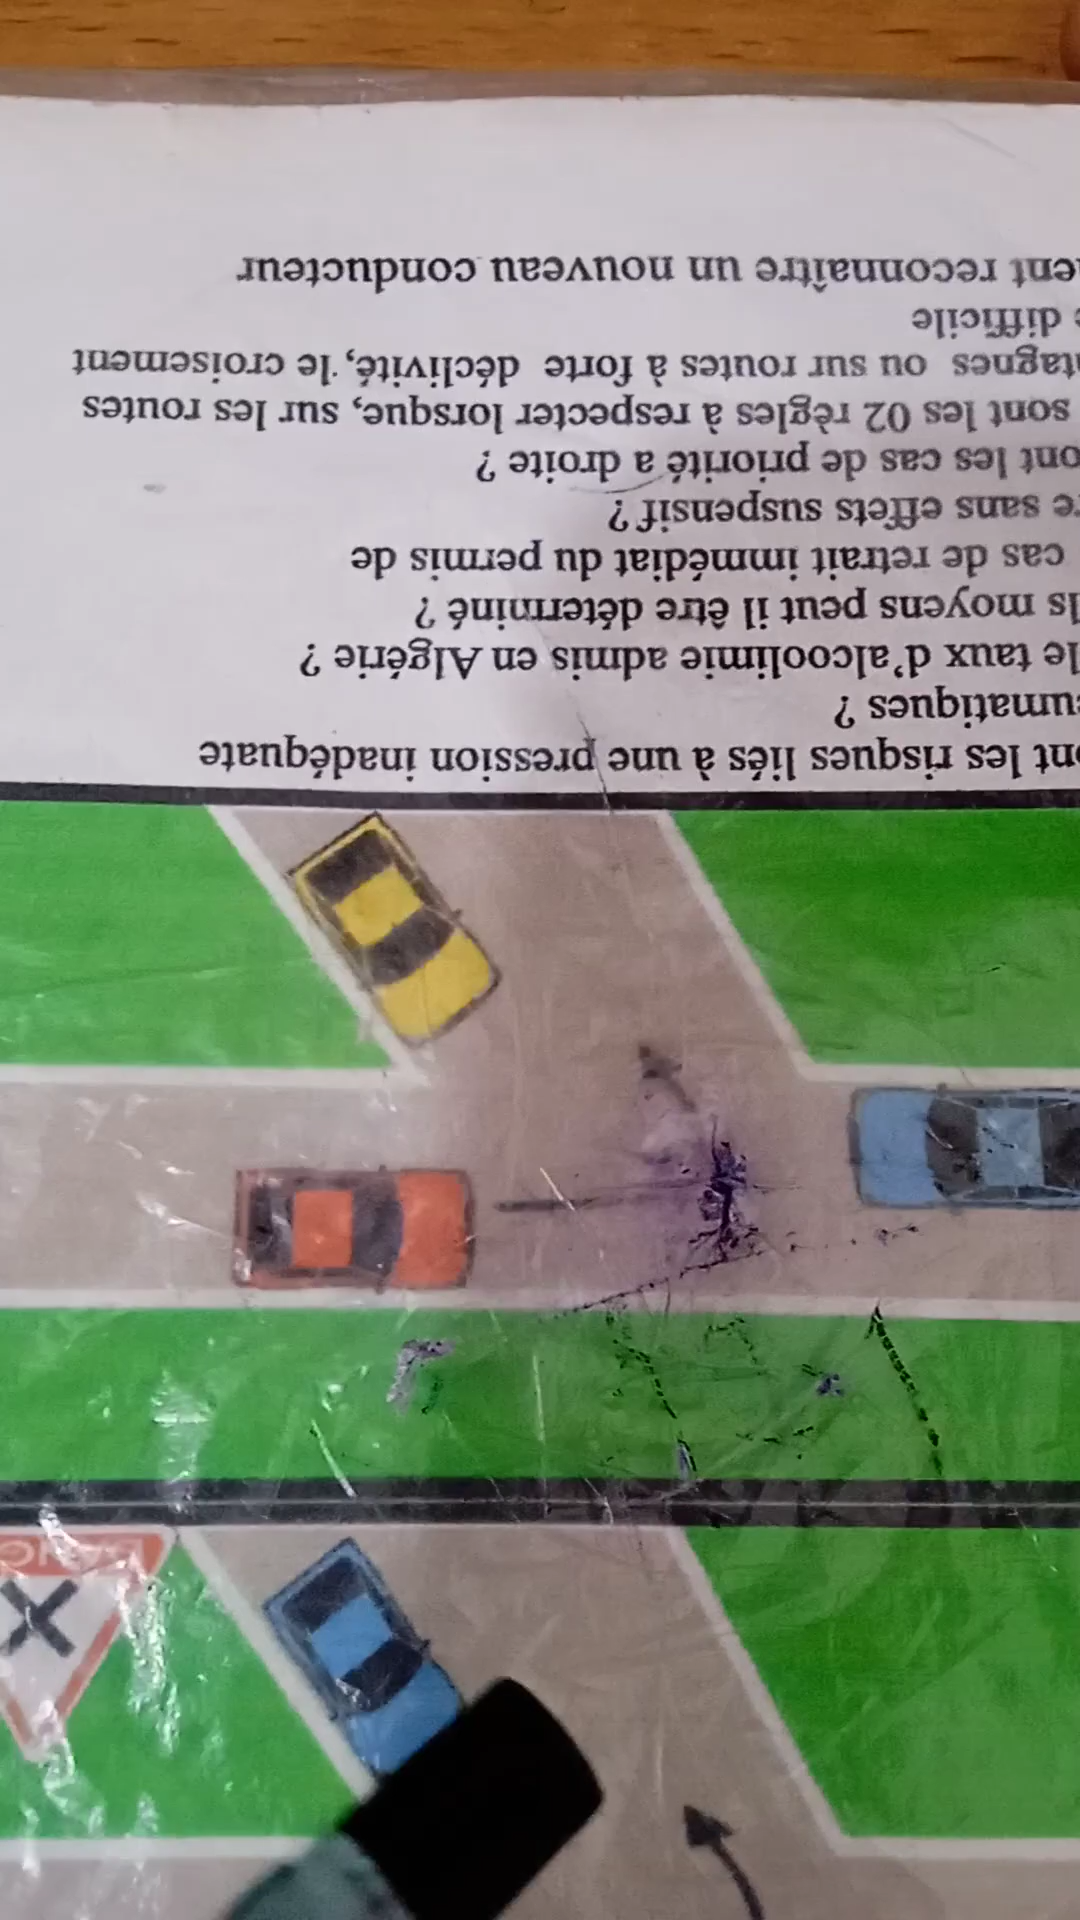 ont les risques liés à une pression inadéquate
eumatiques ?
le taux d'alcoolimie admis en Algérie ?
ls moyens peut il être déterminé ?
cas de retrait immédiat du permis de
re sans effets suspensif ?
ont les cas de priorité a droite ?
sont les 02 règles à respecter lorsque, sur les routes
tagnes ou sur routes à forte déclivité, le croisement
e difficile
ent reconnaître un nouveau conducteur